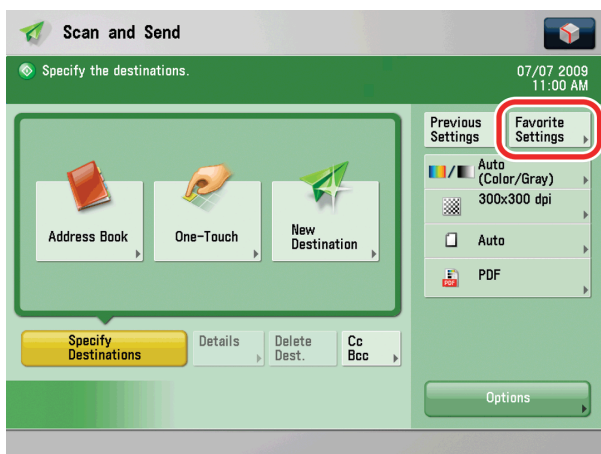 Scan and Send
Specify the destinations.
07/07 2009
11:00 AM
Previous
Settings
Favorite
Settings
Auto
(Color/Gray)
300x300 dpi
Auto
PDF
PDF
Address Book
One-Touch
New
Destination
Specify
Destinations
Details
Delete
Dest.
Cc
Bcc
Options